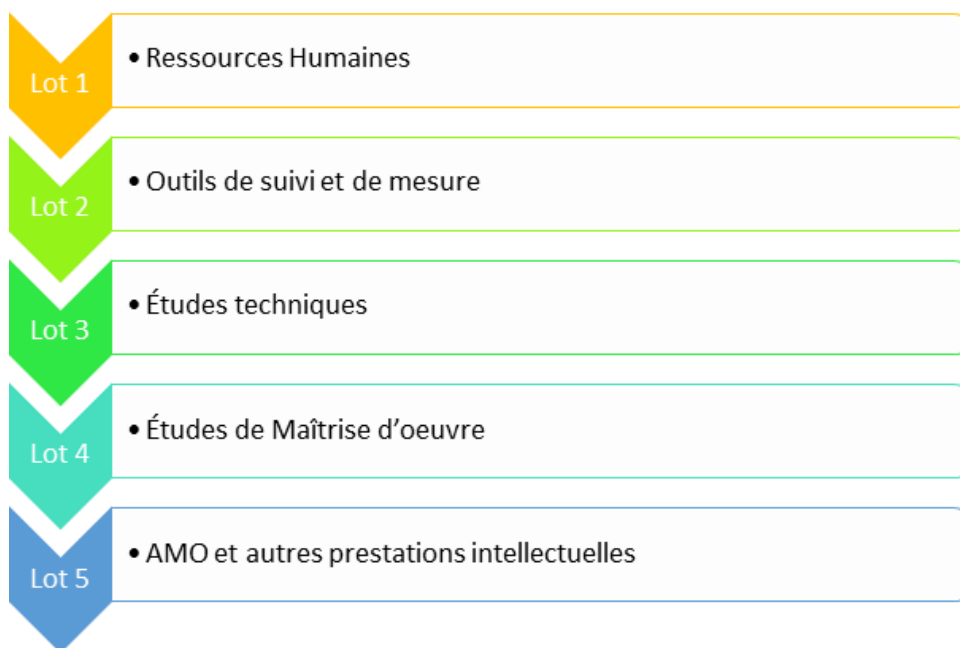 Lot 1
• Ressources Humaines
Lot 2
• Outils de suivi et de mesure
Lot 3
• Études techniques
Lot 4
• Études de Maîtrise d'oeuvre
Lot 5
• AMO et autres prestations intellectuelles